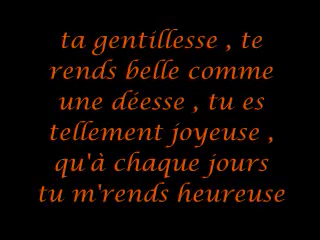 ta gentillesse , te
rends belle comme
une déesse , tu es
tellement joyeuse ,
qu'à chaque jours
tu m'rends heureuse